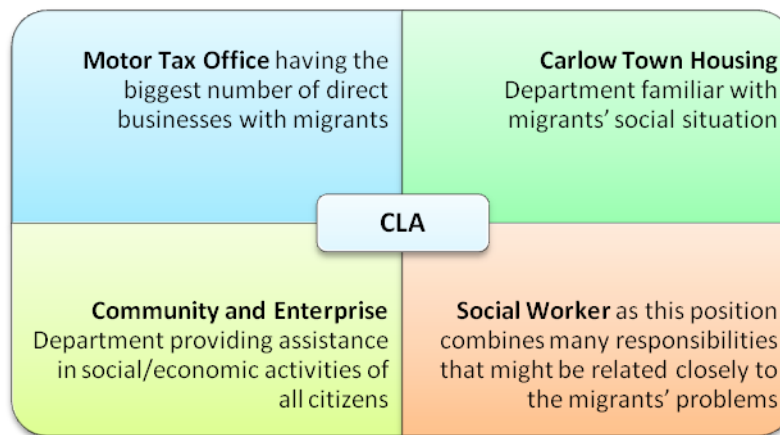 Motor Tax Office having the
biggest number of direct
businesses with migrants
Carlow Town Housing
Department familiar with
migrants' social situation
CLA
Community and Enterprise
Department providing assistance
in social/economic activities of
all citizens
Social Worker as this position
combines many responsibilities
that might be related closely to
the migrants' problems